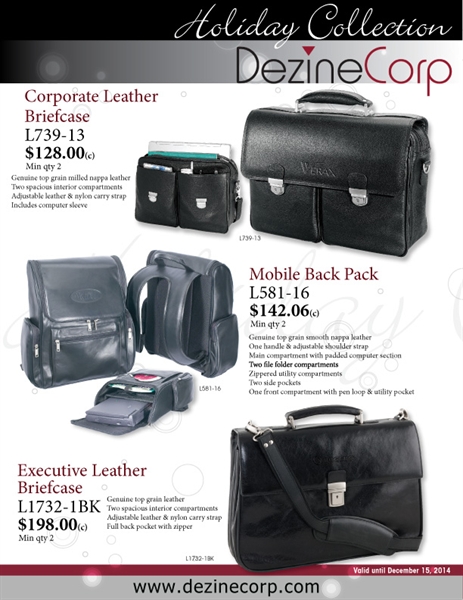 Holiday Collection
DezineCorp
Corporate Leather
Briefcase
L739-13
$128.00(c)
Min qty 2
Genuine top grain milled nappa leather
Two spacious interior compartments
Adjustable leather & nylon carry strap
Includes computer sleeve
VERAX
L739-13
Mobile Back Pack
L581-16
$142.06(c)
Min qty 2
Genuine top grain smooth nappa leather
One handle & adjustable shoulder strap
Main compartment with padded computer section
Two file folder compartments
Zippered utility compartments
Two side pockets
One front compartment with pen loop & utility pocket
L581-16
Executive Leather
Briefcase
L1732-1BK
$198.00(c)
Min qty 2
Genuine top grain leather
Two spacious interior compartments
Adjustable leather & nylon carry strap
Full back pocket with zipper
L1732-1BK
Valid until December 15, 2014
www.dezinecorp.com